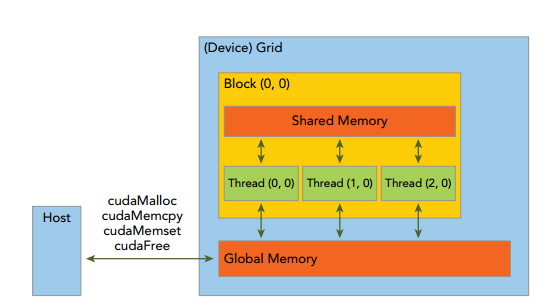 (Device) Grid
Block (0, 0)
Shared Memory
Thread (0, 0)
Thread (1, 0)
Thread (2, 0)
cudaMalloc
cudaMemcpy
cudaMemset
cudaFree
Host
Global Memory